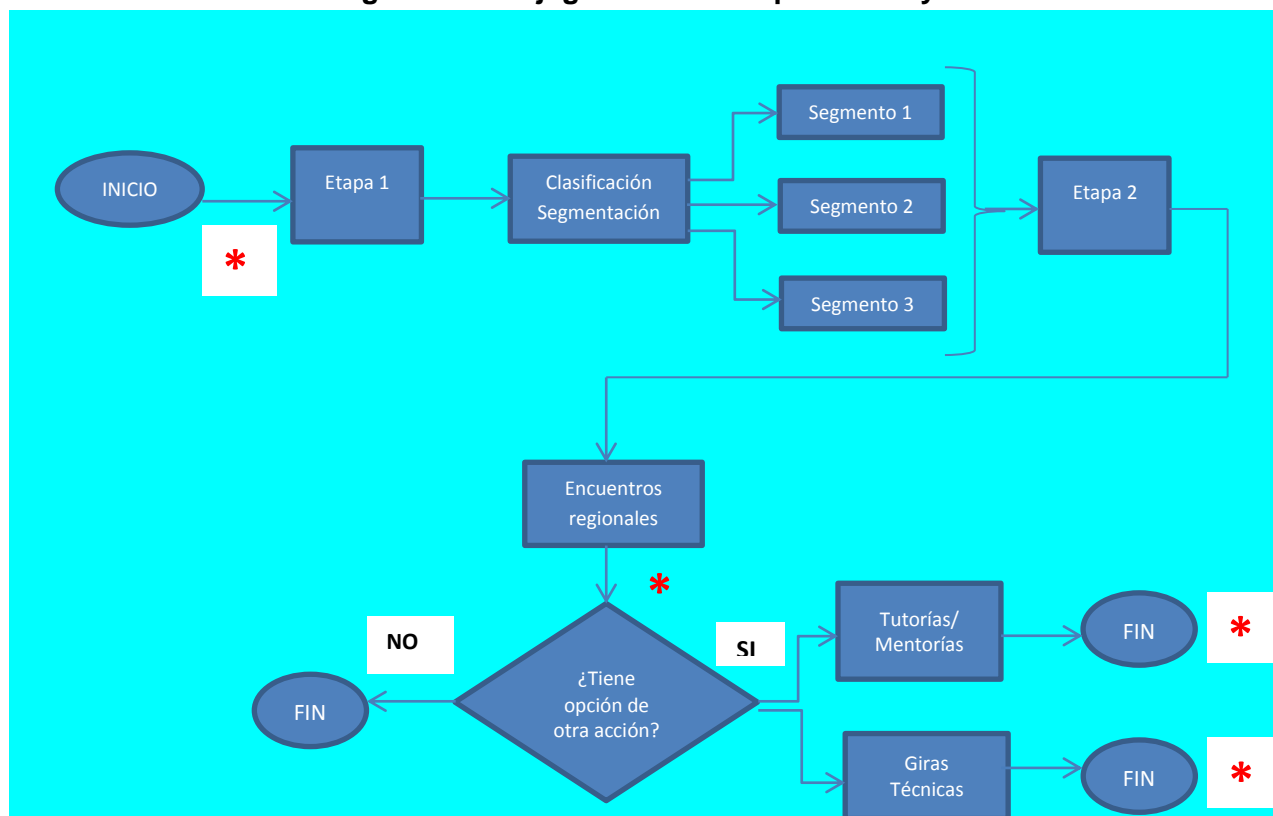 INICIO
*
Etapa 1
Clasificación
Segmentación
Segmento 1
Segmento 2
Segmento 3
Etapa 2
Encuentros
regionales
*
NO
SI
¿Tiene
opción de
otra acción?
FIN
Tutorías/
Mentorías
FIN
*
Giras
Técnicas
FIN
*